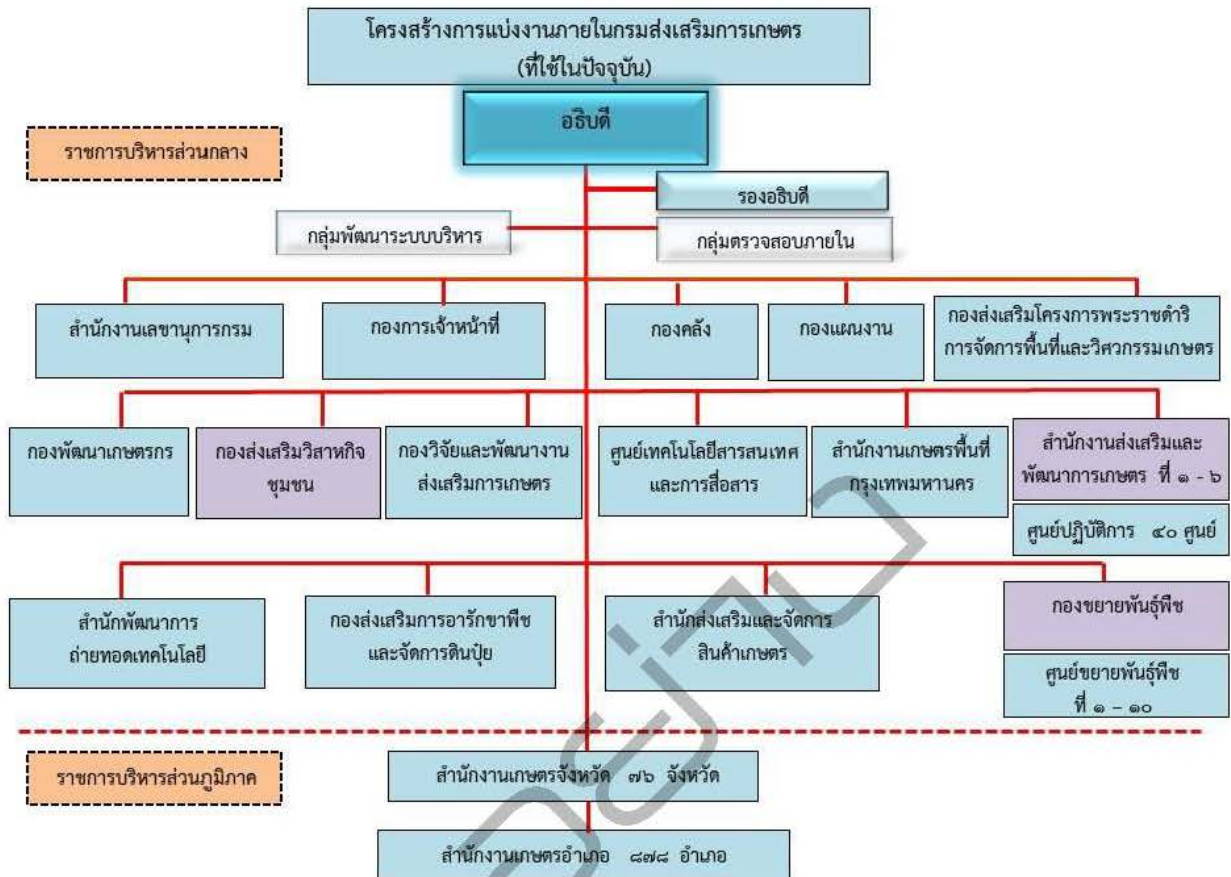 โครงสร้างการแบ่งงานภายในกรมส่งเสริมการเกษตร
(ที่ใช้ในปัจจุบัน)
อธิบดี
ราชการบริหารส่วนกลาง
รองอธิบดี
กลุ่มพัฒนาระบบบริหาร
กลุ่มตรวจสอบภายใน
สำนักงานเลขานุการกรม
กองการเจ้าหน้าที่
กองคลัง
กองแผนงาน
กองส่งเสริมโครงการพระราชดำริ
การจัดการพื้นที่และวิศวกรรมเกษตร
กองพัฒนาเกษตรกร
กองส่งเสริมวิสาหกิจ
ชุมชน
กองวิจัยและพัฒนางาน
ส่งเสริมการเกษตร
ศูนย์เทคโนโลยีสารสนเทศ
และการสื่อสาร
สำนักงานเกษตรพื้นที่
กรุงเทพมหานคร
สำนักงานส่งเสริมและ
พัฒนาการเกษตร ที่ ๑ - ๖
ศูนย์ปฏิบัติการ ๔๐ ศูนย์
สำนักพัฒนาการ
ถ่ายทอดเทคโนโลยี
กองส่งเสริมการอารักขาพืช
และจัดการดินปุ๋ย
สำนักส่งเสริมและจัดการ
สินค้าเกษตร
กองขยายพันธุ์พืช
ศูนย์ขยายพันธุ์พืช
ที่ ๑ – ๑๐
ราชการบริหารส่วนภูมิภาค
สำนักงานเกษตรจังหวัด ๗๖ จังหวัด
สำนักงานเกษตรอำเภอ ๘๗๘ อำเภอ